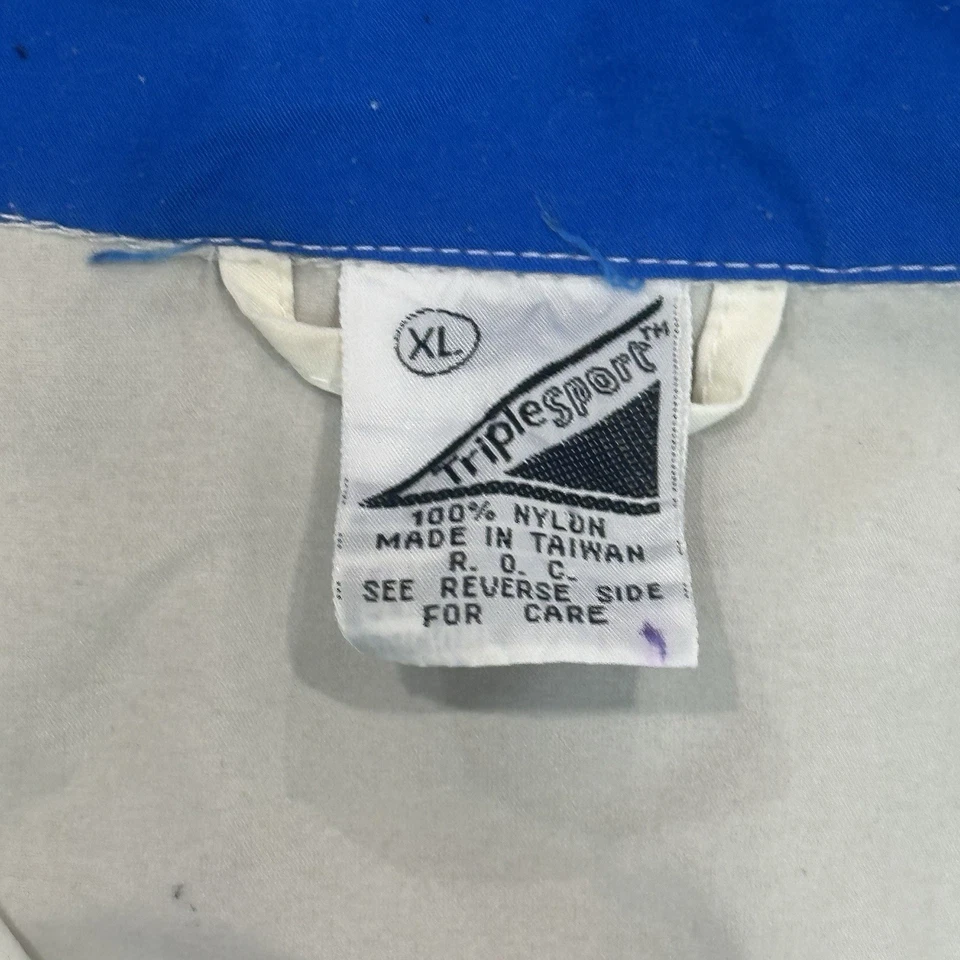 XL
TripleSport™
100% NYLON
MADE IN TAIWAN
R. O. C.
SEE REVERSE SIDE
FOR CARE